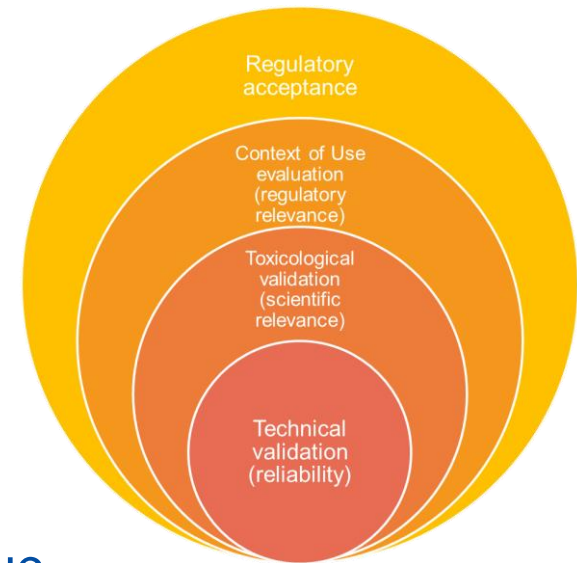 Regulatory
acceptance
Context of Use
evaluation
(regulatory
relevance)
Toxicological
validation
(scientific
relevance)
Technical
validation
(reliability)